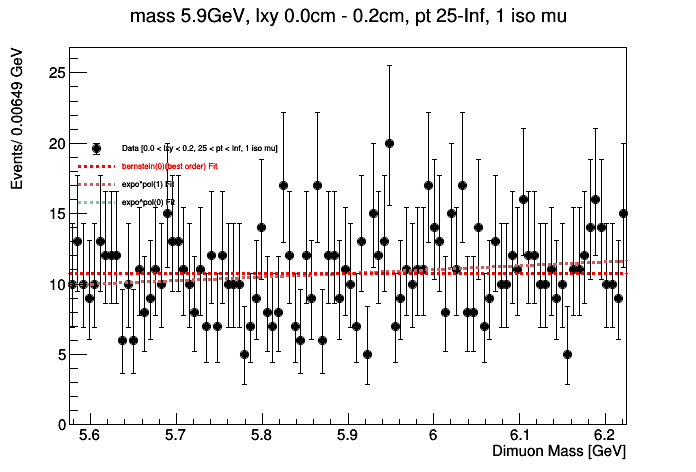 mass 5.9GeV, lxy 0.0cm - 0.2cm, pt 25-Inf, 1 iso mu
Events/ 0.00649 GeV
25
20
15
10
5
0
Data [0.0 < lxy < 0.2, 25 < pt < Inf, 1 iso mu]
bernstein(0)(best order) Fit
expo*pol(1) Fit
expo*pol(0) Fit
5.6
5.7
5.8
5.9
6
6.1
6.2
Dimuon Mass [GeV]